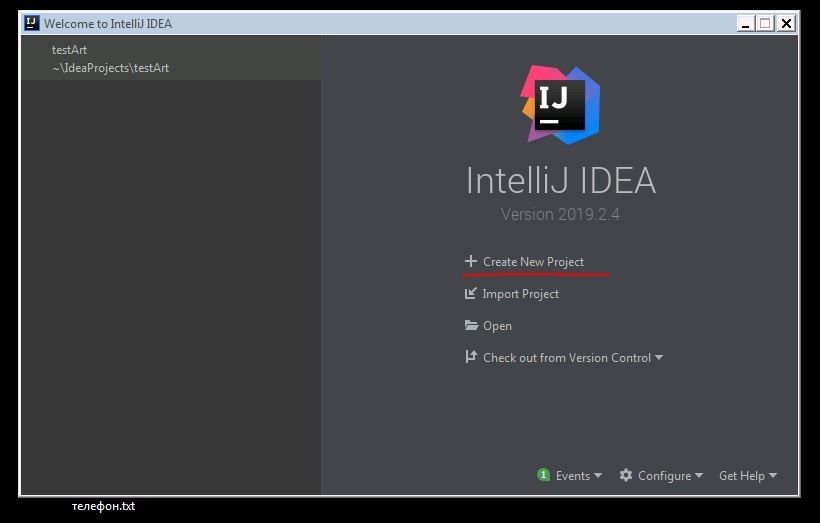 Welcome to IntelliJ IDEA
testArt
~\IdeaProjects\testArt
IJ
IntelliJ IDEA
Version 2019.2.4
Create New Project
Import Project
Open
Check out from Version Control
1 Events
Configure
Get Help
телефон.txt